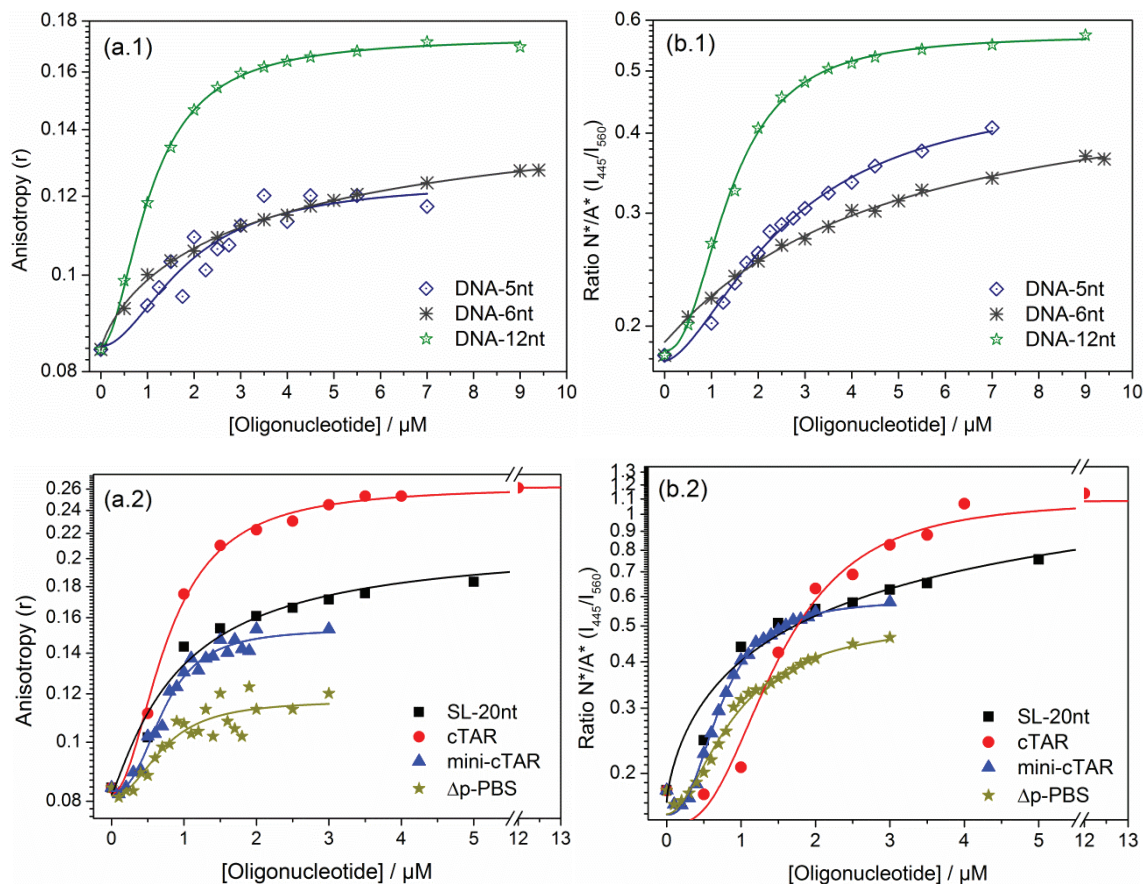 (a.1)
Anisotropy (r)
0.18
0.16
0.14
0.12
0.1
0.08
DNA-5nt
DNA-6nt
DNA-12nt
0 1 2 3 4 5 6 7 8 9 10
[Oligonucleotide] / µM
(b.1)
Ratio N*/A* (I445/I560)
0.6
0.5
0.4
0.3
0.2
DNA-5nt
DNA-6nt
DNA-12nt
0 1 2 3 4 5 6 7 8 9 10
[Oligonucleotide] / µM
(a.2)
Anisotropy (r)
0.26
0.24
0.22
0.2
0.18
0.16
0.14
0.12
0.1
0.08
SL-20nt
cTAR
mini-cTAR
Δp-PBS
0 1 2 3 4 5 12 13
[Oligonucleotide] / µM
(b.2)
Ratio N*/A* (I445/I560)
1.3
1.2
1.1
1
0.9
0.8
0.7
0.6
0.5
0.4
0.3
0.2
SL-20nt
cTAR
mini-cTAR
Δp-PBS
0 1 2 3 4 5 12 13
[Oligonucleotide] / µM